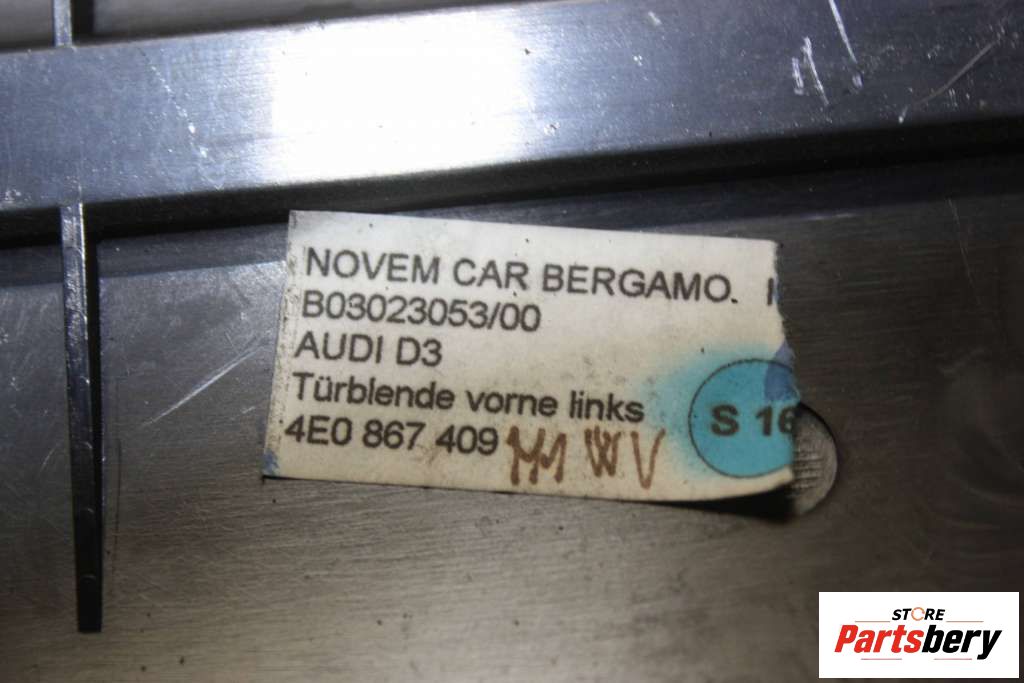 NOVEM CAR BERGAMO.
B03023053/00
AUDI D3
Türblende vorne links
4E0 867 409
S 16
STORE
Partsbery